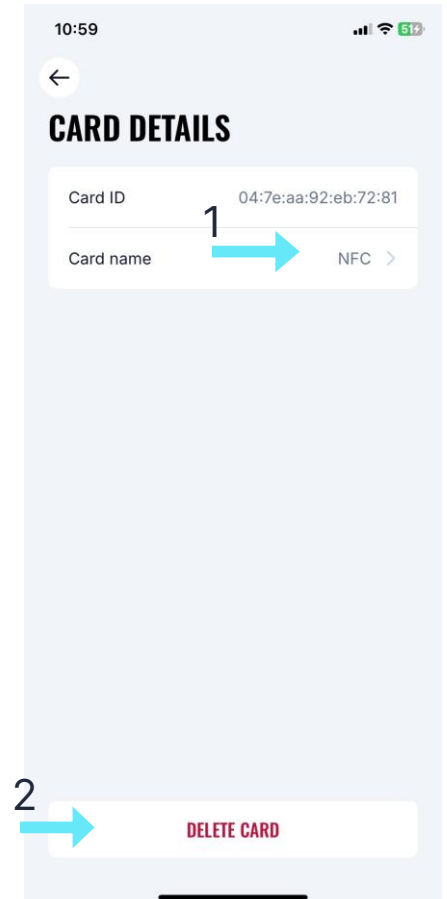 10:59
51
CARD DETAILS
Card ID 04:7e:aa:92:eb:72:81
1
Card name NFC
2
DELETE CARD